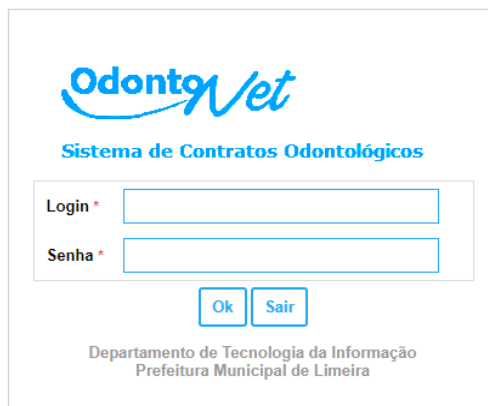 OdontoNet
Sistema de Contratos Odontológicos
Login *
Senha *
Ok Sair
Departamento de Tecnologia da Informação
Prefeitura Municipal de Limeira